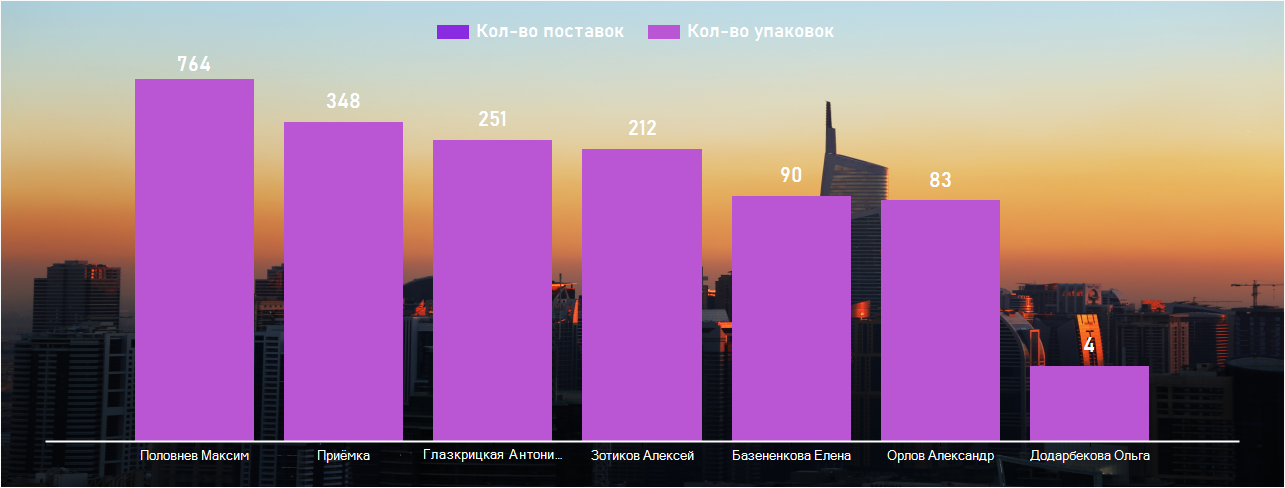 Кол-во поставок Кол-во упаковок
764
348
251
212
90
83
4
Половнев Максим
Приёмка
Глазкрицкая Антони...
Зотиков Алексей
Базененкова Елена
Орлов Александр
Додарбекова Ольга